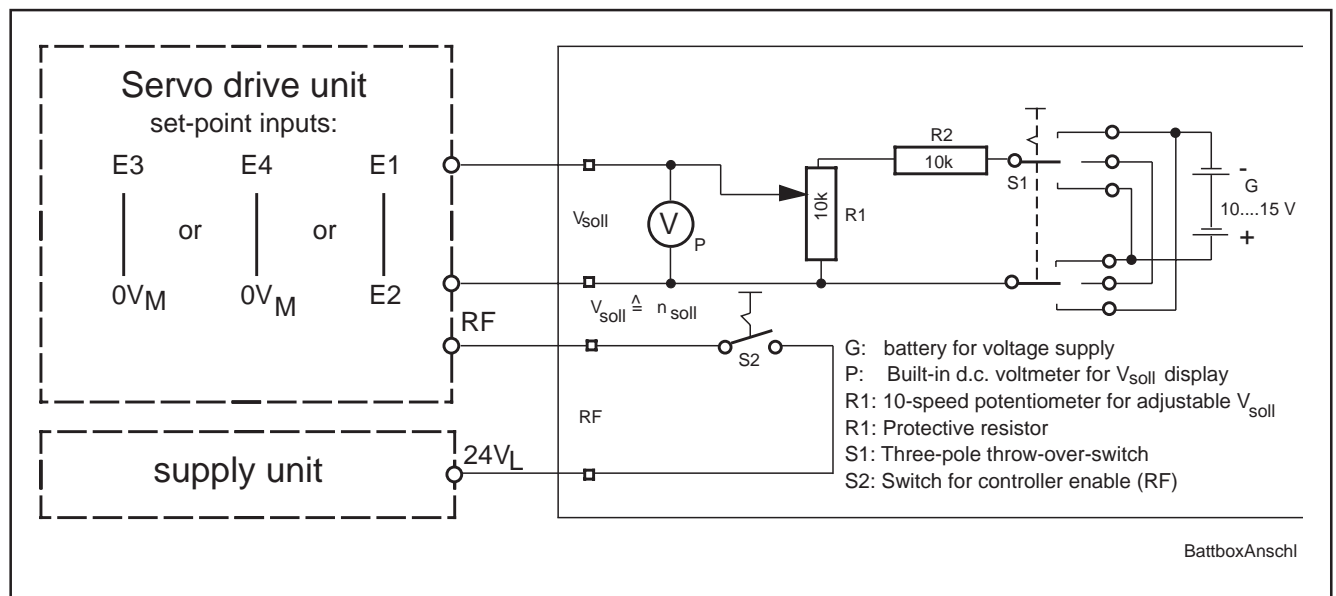 Servo drive unit
set-point inputs:
E3 E4 E1
or or
0VM 0VM E2
RF
supply unit
24VL
Vsoll
V
P
Vsoll ≙ nsoll
RF
S2
10k
R1
R2
10k
S1
-
G
10....15 V
+
G: battery for voltage supply
P: Built-in d.c. voltmeter for Vsoll display
R1: 10-speed potentiometer for adjustable Vsoll
R1: Protective resistor
S1: Three-pole throw-over-switch
S2: Switch for controller enable (RF)
BattboxAnschl